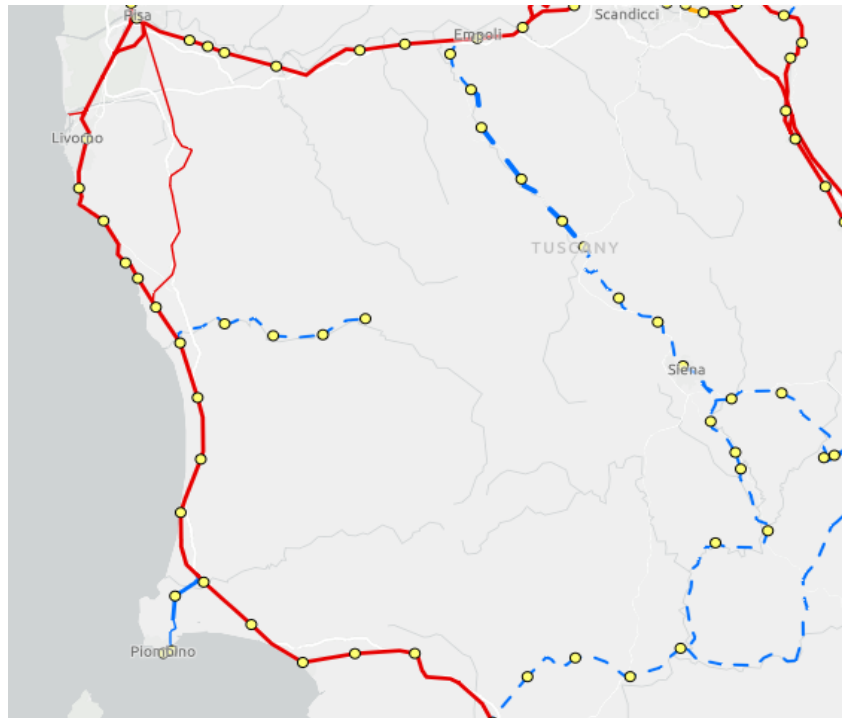 Pisa
Scandicci
Empoli
Livorno
TUSCANY
Siena
Piombino